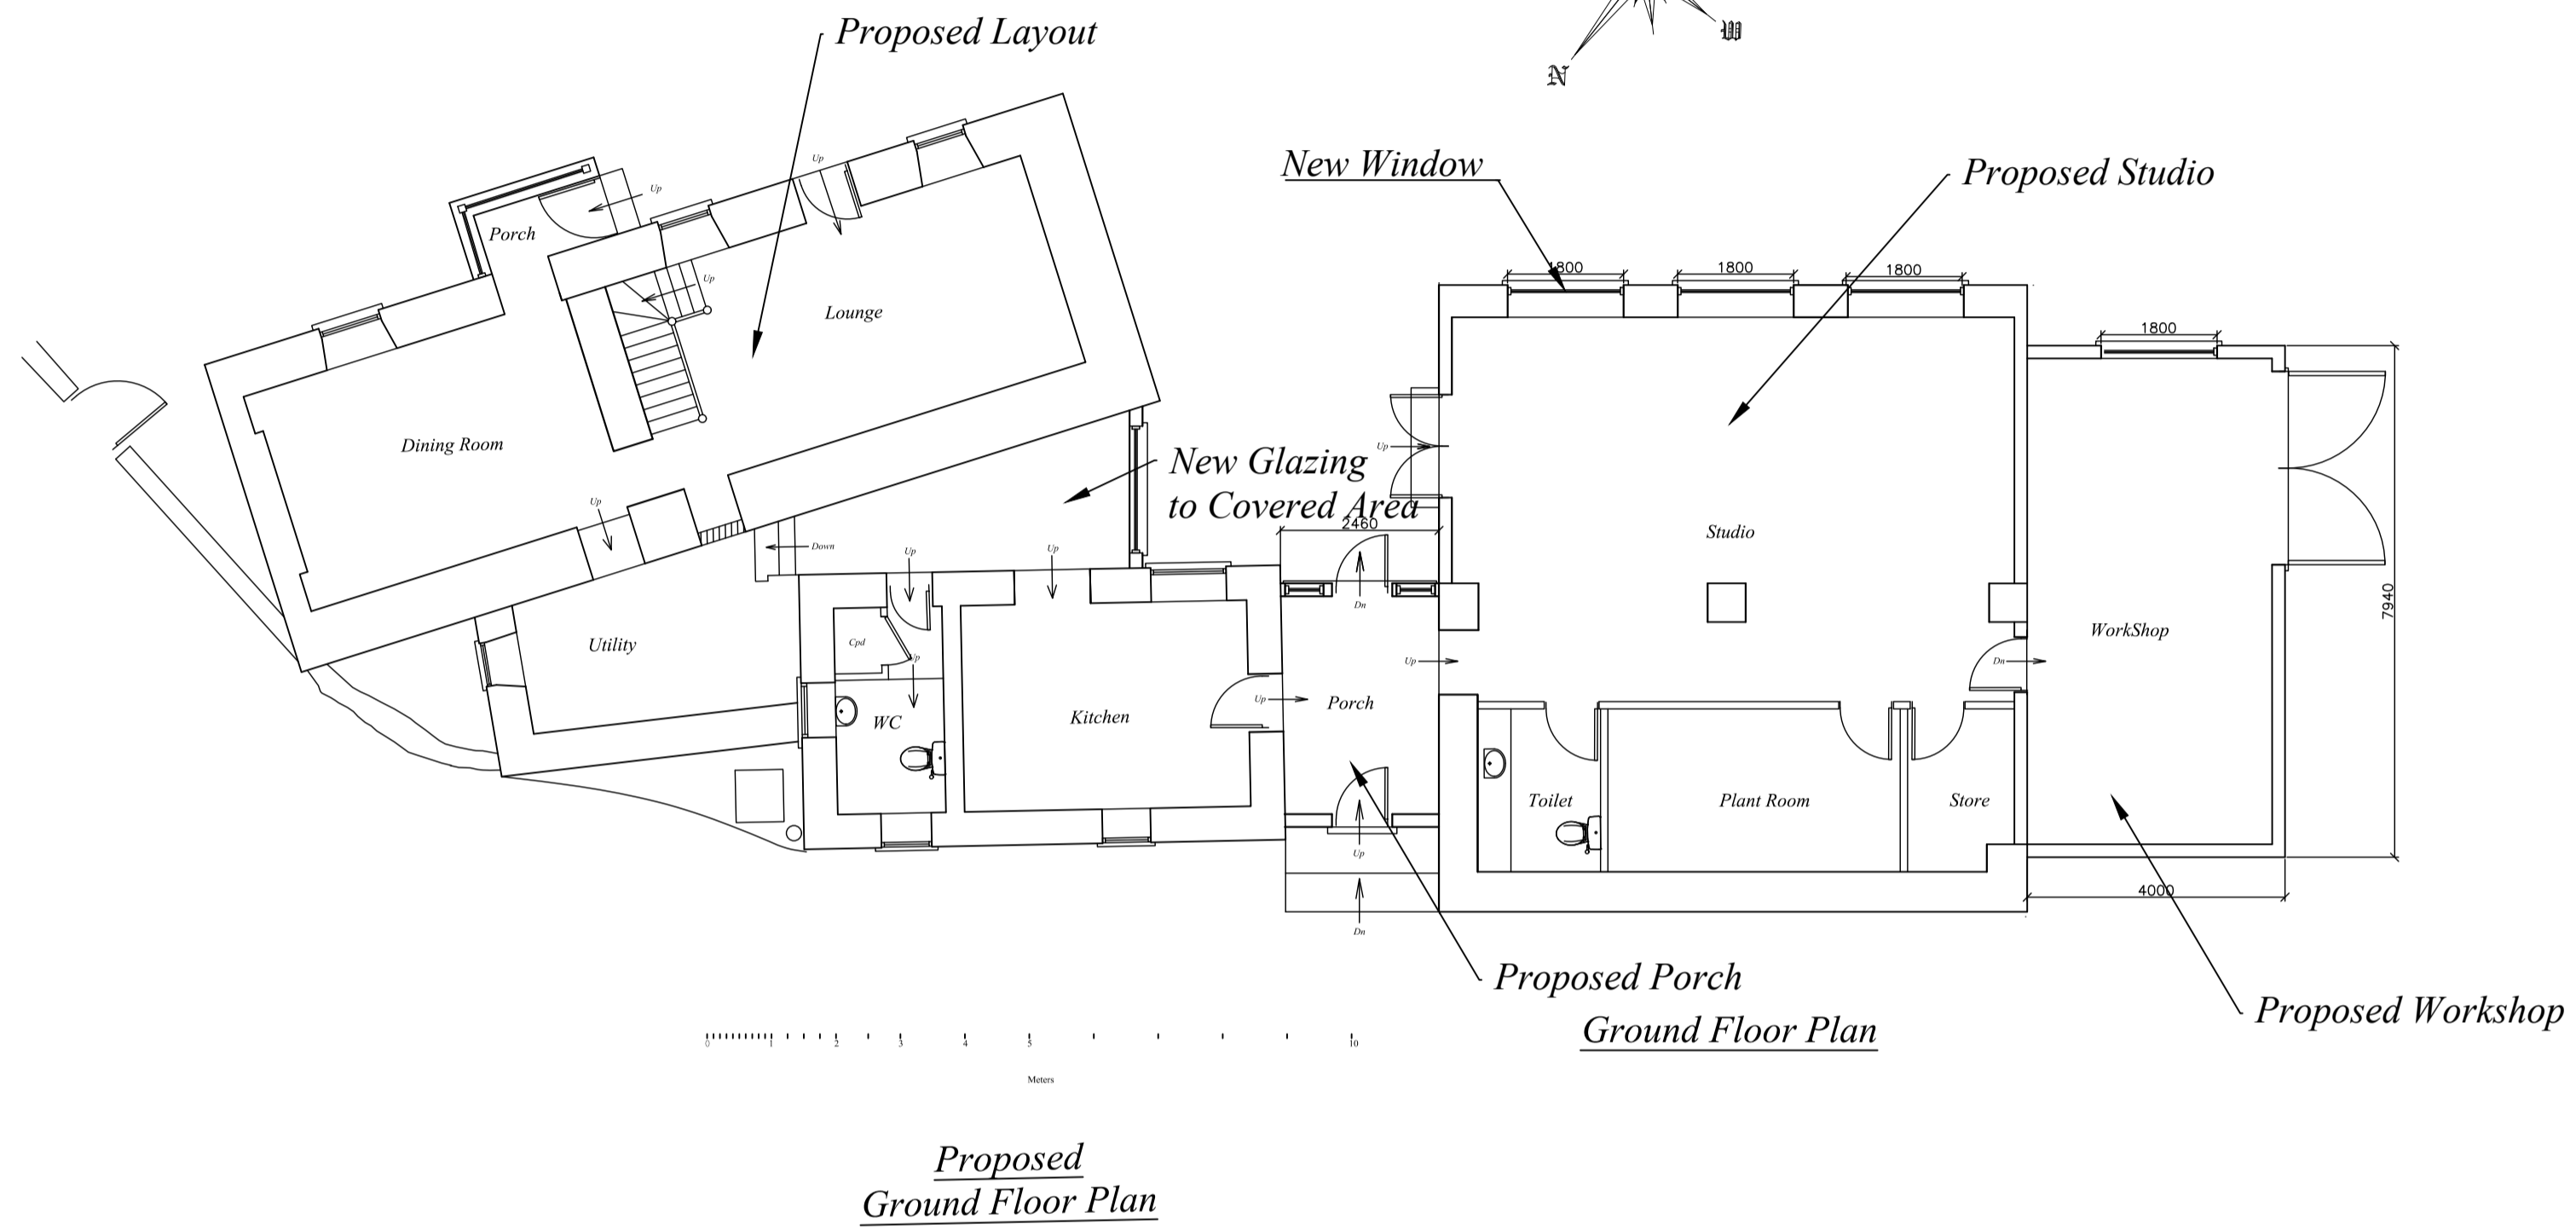 Proposed Layout
N
W
New Window
Proposed Studio
Up
Up
Porch
Up
1800
1800
1800
Lounge
1800
Dining Room
Up
New Glazing
to Covered Area
Up
2460
Up
Down
Up
Up
Studio
7940
Dn
Utility
Cpd
Up
WorkShop
Up
Dn
Up
Porch
WC
Kitchen
Toilet
Plant Room
Store
Up
4000
Dn
Proposed Porch
Proposed Workshop
Ground Floor Plan
0 1 2 3 4 5 10
Meters
Proposed
Ground Floor Plan